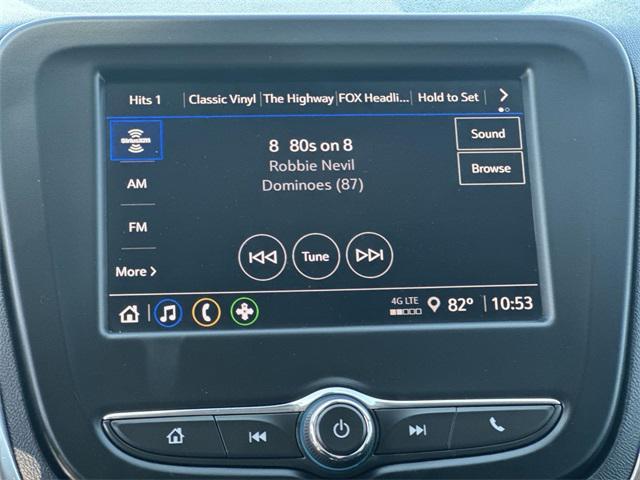 Hits 1 Classic Vinyl The Highway FOX Headli... Hold to Set
SiriusXM
8 80s on 8
Sound
Robbie Nevil
Browse
AM
Dominoes (87)
FM
Tune
More
4G LTE
82° 10:53